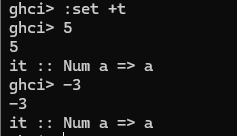 ghci> :set +t
ghci> 5
5
it :: Num a => a
ghci> -3
-3
it :: Num a => a